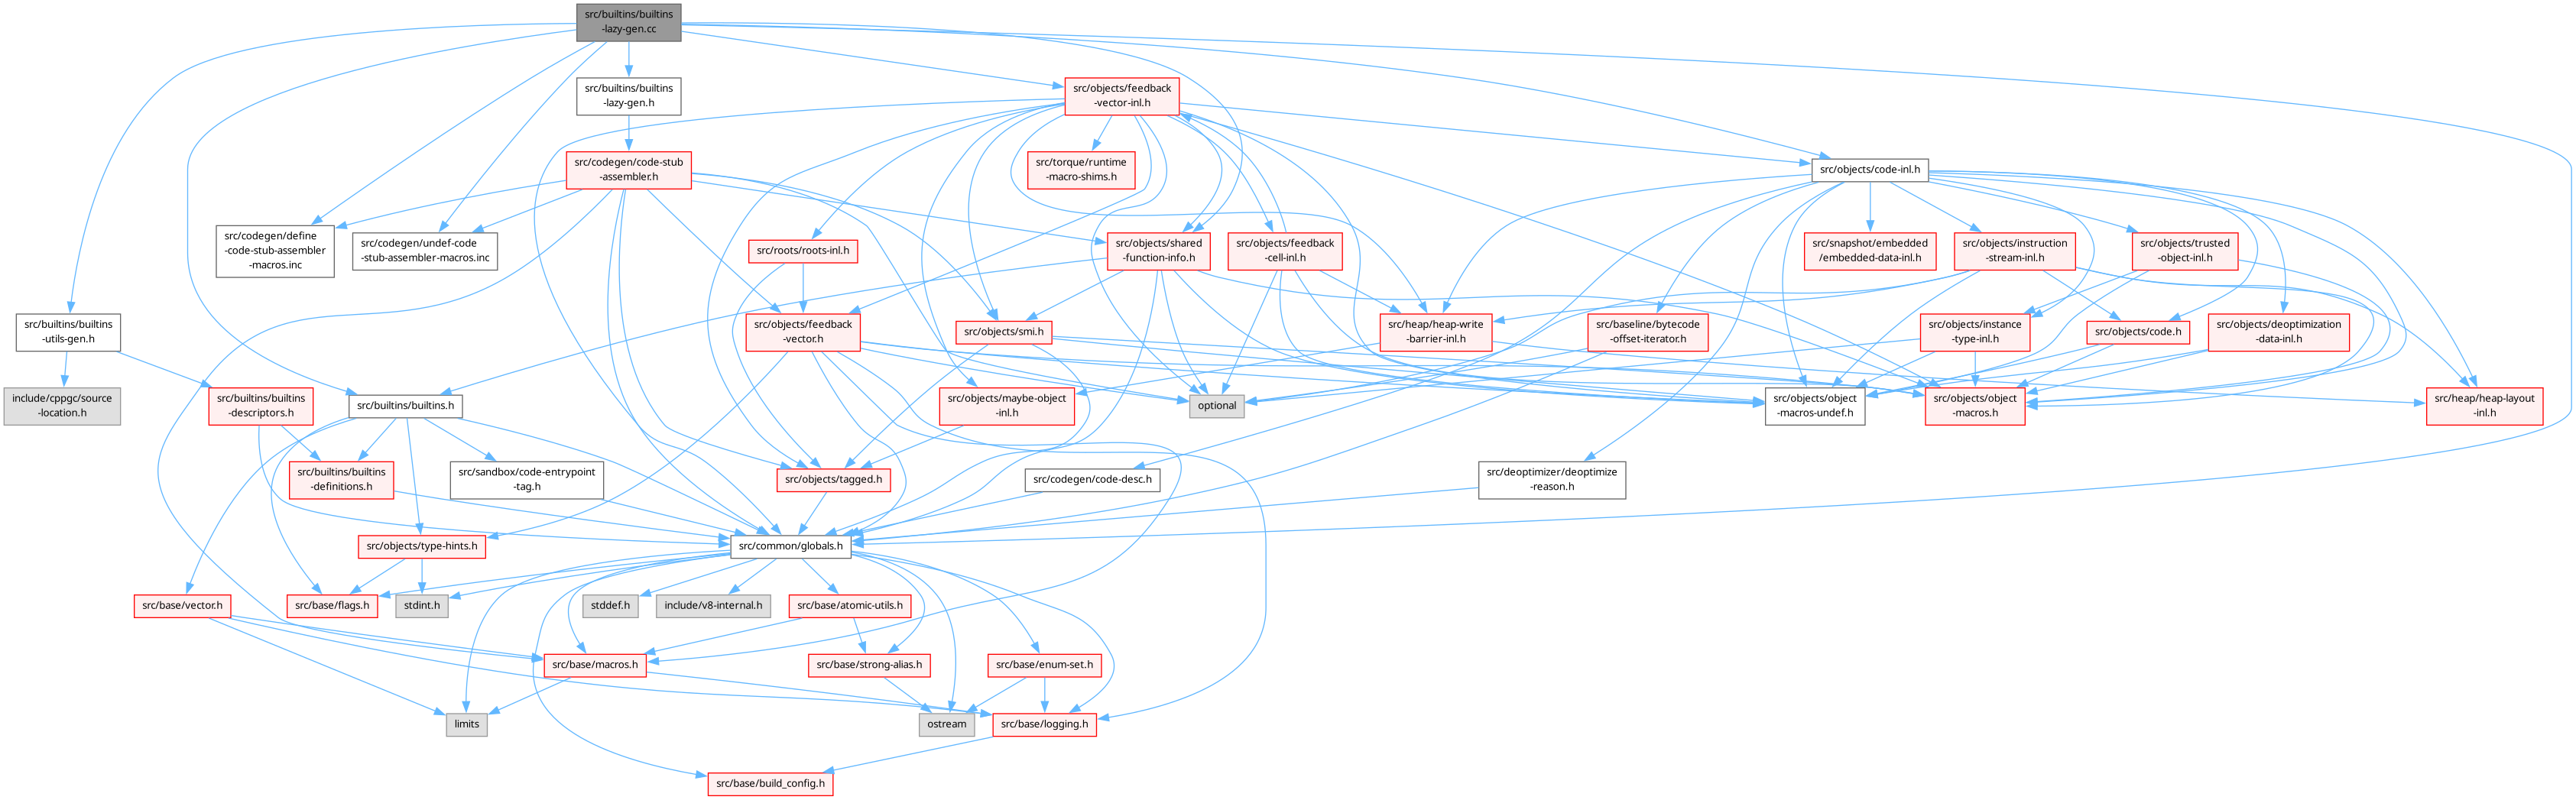 src/builtins/builtins
-lazy-gen.cc
src/builtins/builtins
-lazy-gen.h
src/objects/feedback
-vector-inl.h
src/codegen/code-stub
-assembler.h
src/torque/runtime
-macro-shims.h
src/objects/code-inl.h
src/codegen/define
-code-stub-assembler
-macros.inc
src/codegen/undef-code
-stub-assembler-macros.inc
src/roots/roots-inl.h
src/objects/shared
-function-info.h
src/objects/feedback
-cell-inl.h
src/snapshot/embedded
/embedded-data-inl.h
src/objects/instruction
-stream-inl.h
src/objects/trusted
-object-inl.h
src/builtins/builtins
-utils-gen.h
src/objects/feedback
-vector.h
src/objects/smi.h
src/heap/heap-write
-barrier-inl.h
src/baseline/bytecode
-offset-iterator.h
src/objects/instance
-type-inl.h
src/objects/code.h
src/objects/deoptimization
-data-inl.h
include/cppgc/source
-location.h
src/builtins/builtins
-descriptors.h
src/builtins/builtins.h
src/objects/maybe-object
-inl.h
optional
src/objects/object
-macros-undef.h
src/objects/object
-macros.h
src/heap/heap-layout
-inl.h
src/builtins/builtins
-definitions.h
src/sandbox/code-entrypoint
-tag.h
src/objects/tagged.h
src/codegen/code-desc.h
src/deoptimizer/deoptimize
-reason.h
src/objects/type-hints.h
src/common/globals.h
src/base/vector.h
src/base/flags.h
stdint.h
stddef.h
include/v8-internal.h
src/base/atomic-utils.h
src/base/macros.h
src/base/strong-alias.h
src/base/enum-set.h
limits
ostream
src/base/logging.h
src/base/build_config.h